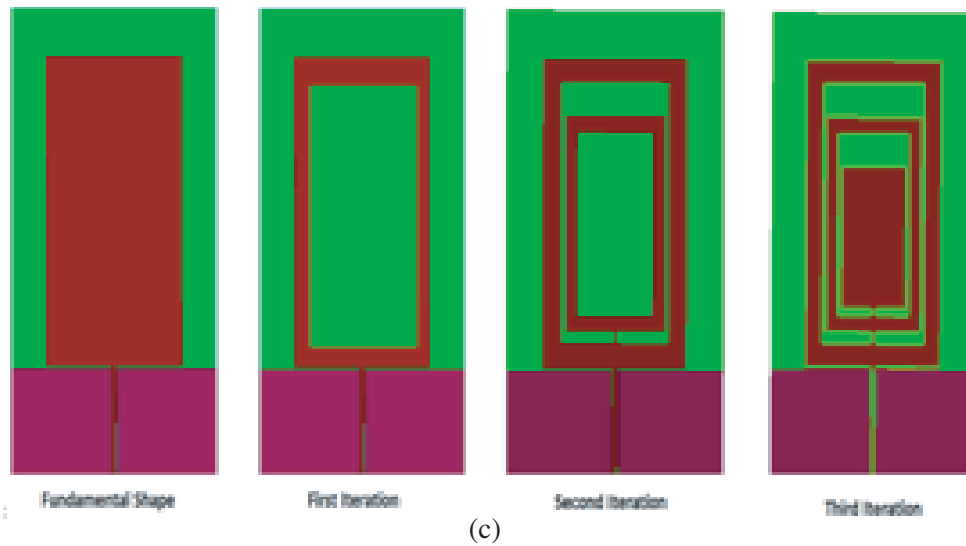 Fundamental Shape
First Iteration
Second Iteration
Third Iteration
(c)